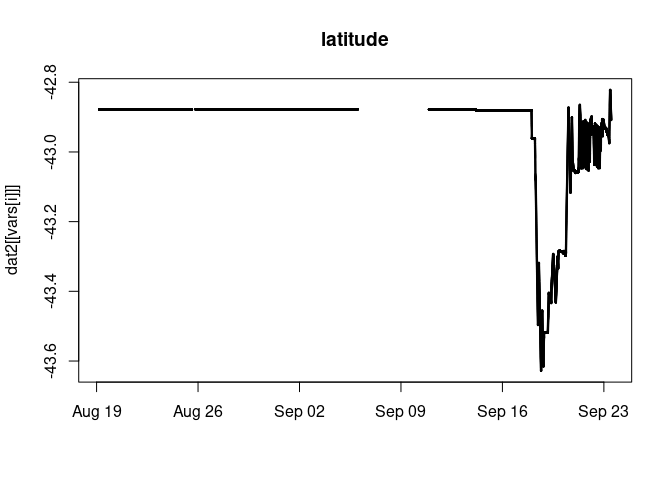 latitude
dat2[[vars[i]]]
-42.8
-43.0
-43.2
-43.4
-43.6
Aug 19
Aug 26
Sep 02
Sep 09
Sep 16
Sep 23